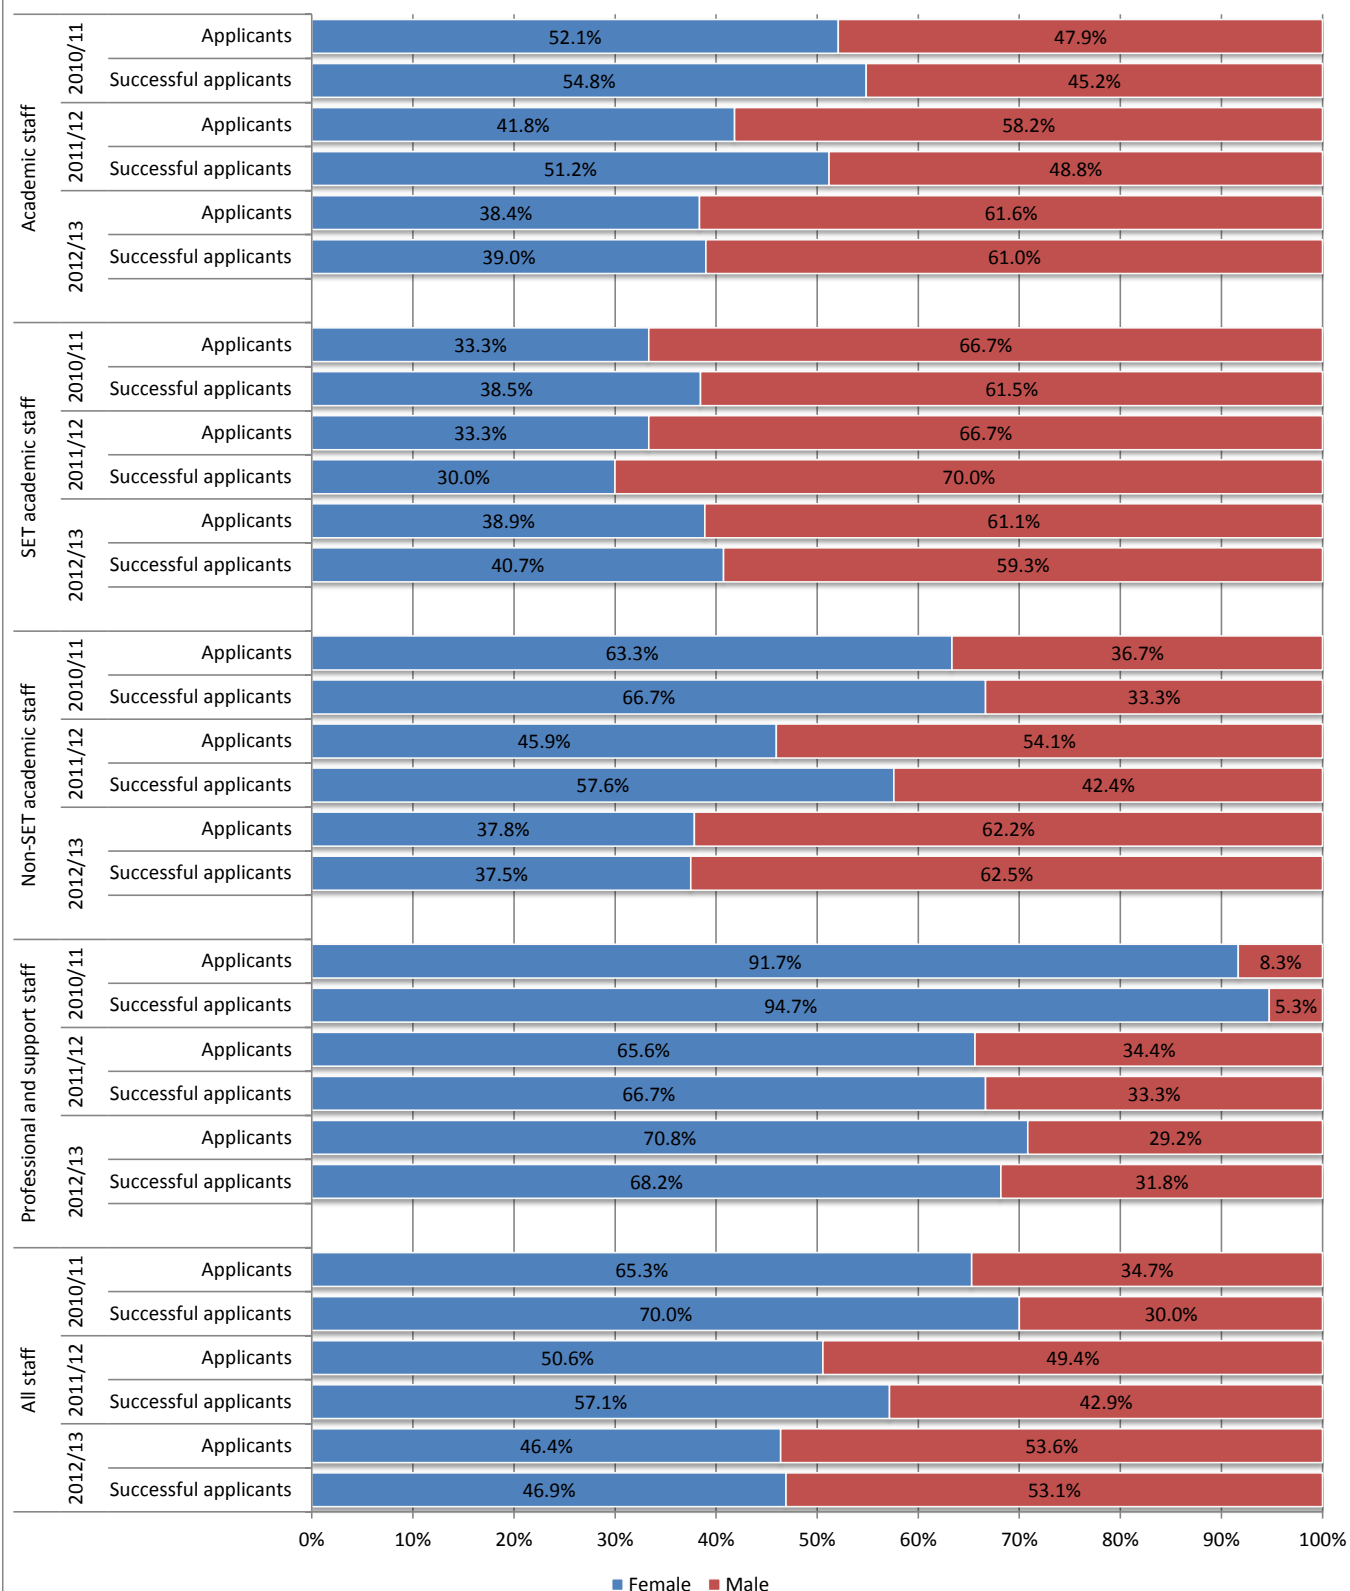 Academic staff
2010/11
Applicants 52.1% 47.9%
Successful applicants 54.8% 45.2%
2011/12
Applicants 41.8% 58.2%
Successful applicants 51.2% 48.8%
2012/13
Applicants 38.4% 61.6%
Successful applicants 39.0% 61.0%
SET academic staff
2010/11
Applicants 33.3% 66.7%
Successful applicants 38.5% 61.5%
2011/12
Applicants 33.3% 66.7%
Successful applicants 30.0% 70.0%
2012/13
Applicants 38.9% 61.1%
Successful applicants 40.7% 59.3%
Non-SET academic staff
2010/11
Applicants 63.3% 36.7%
Successful applicants 66.7% 33.3%
2011/12
Applicants 45.9% 54.1%
Successful applicants 57.6% 42.4%
2012/13
Applicants 37.8% 62.2%
Successful applicants 37.5% 62.5%
Professional and support staff
2010/11
Applicants 91.7% 8.3%
Successful applicants 94.7% 5.3%
2011/12
Applicants 65.6% 34.4%
Successful applicants 66.7% 33.3%
2012/13
Applicants 70.8% 29.2%
Successful applicants 68.2% 31.8%
All staff
2010/11
Applicants 65.3% 34.7%
Successful applicants 70.0% 30.0%
2011/12
Applicants 50.6% 49.4%
Successful applicants 57.1% 42.9%
2012/13
Applicants 46.4% 53.6%
Successful applicants 46.9% 53.1%
0% 10% 20% 30% 40% 50% 60% 70% 80% 90% 100%
Female Male